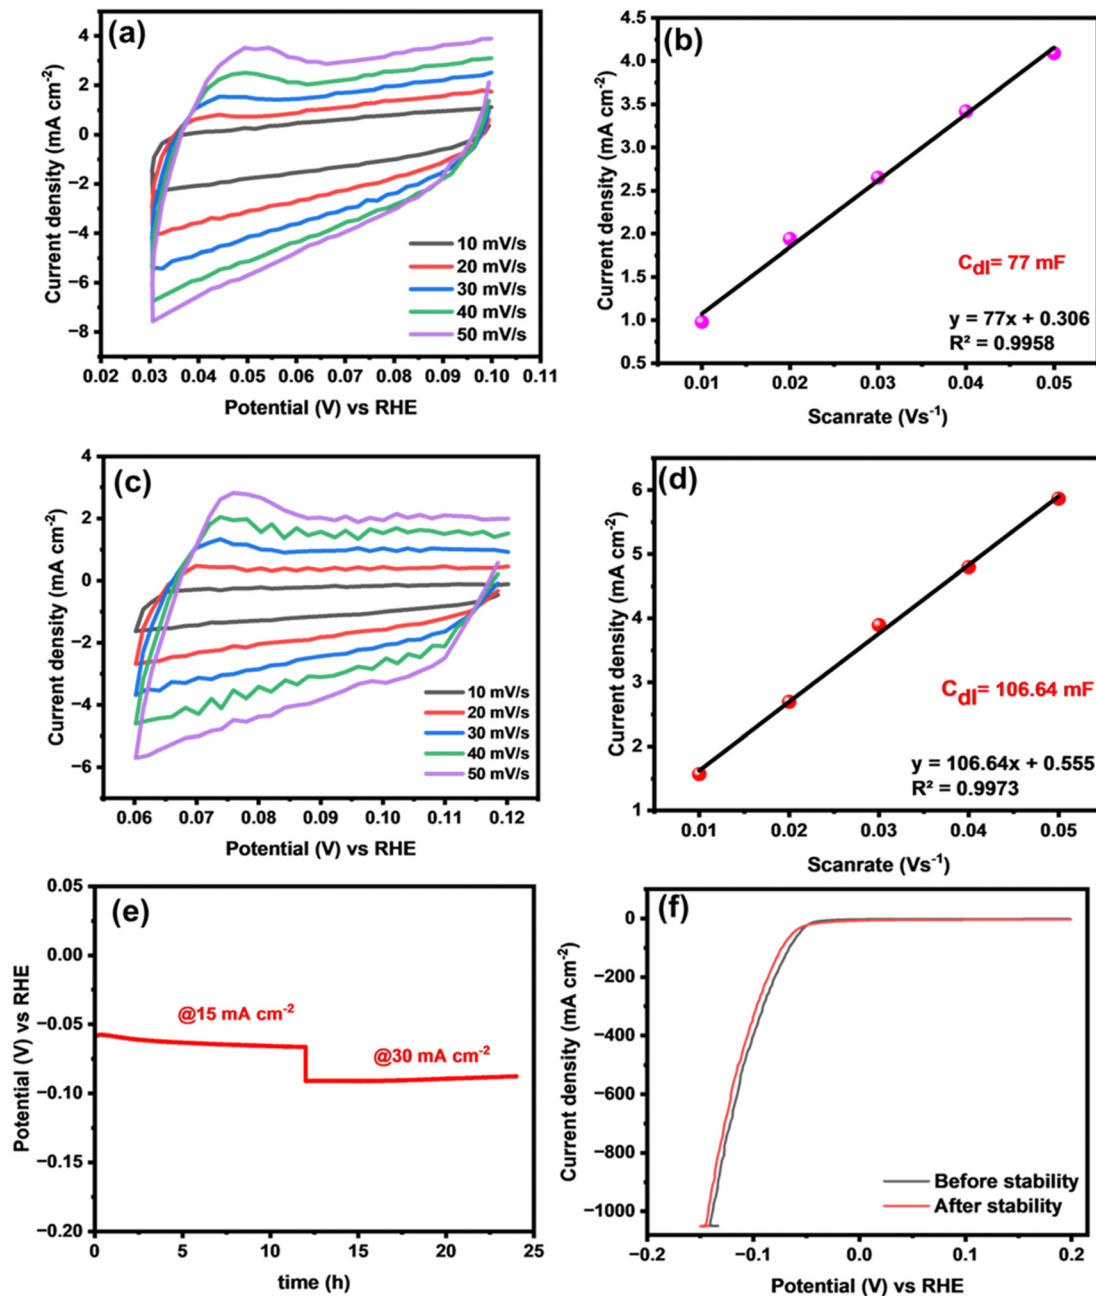 (a)
4
2
0
−2
−4
−6
−8
Current density (mA cm⁻²)
10 mV/s
20 mV/s
30 mV/s
40 mV/s
50 mV/s
0.02 0.03 0.04 0.05 0.06 0.07 0.08 0.09 0.10 0.11
Potential (V) vs RHE
(b)
4.5
4.0
3.5
3.0
2.5
2.0
1.5
1.0
0.5
Current density (mA cm⁻²)
Cdl= 77 mF
y = 77x + 0.306
R² = 0.9958
0.01 0.02 0.03 0.04 0.05
Scanrate (Vs⁻¹)
(c)
4
2
0
−2
−4
−6
Current density (mA cm⁻²)
10 mV/s
20 mV/s
30 mV/s
40 mV/s
50 mV/s
0.06 0.07 0.08 0.09 0.10 0.11 0.12
Potential (V) vs RHE
(d)
6
5
4
3
2
1
Current density (mA cm⁻²)
Cdl= 106.64 mF
y = 106.64x + 0.555
R² = 0.9973
0.01 0.02 0.03 0.04 0.05
Scanrate (Vs⁻¹)
(e)
0.05
0.00
−0.05
−0.10
−0.15
−0.20
Potential (V) vs RHE
@15 mA cm⁻²
@30 mA cm⁻²
0 5 10 15 20 25
time (h)
(f)
0
−200
−400
−600
−800
−1000
Current density (mA cm⁻²)
Before stability
After stability
−0.2 −0.1 0.0 0.1 0.2
Potential (V) vs RHE